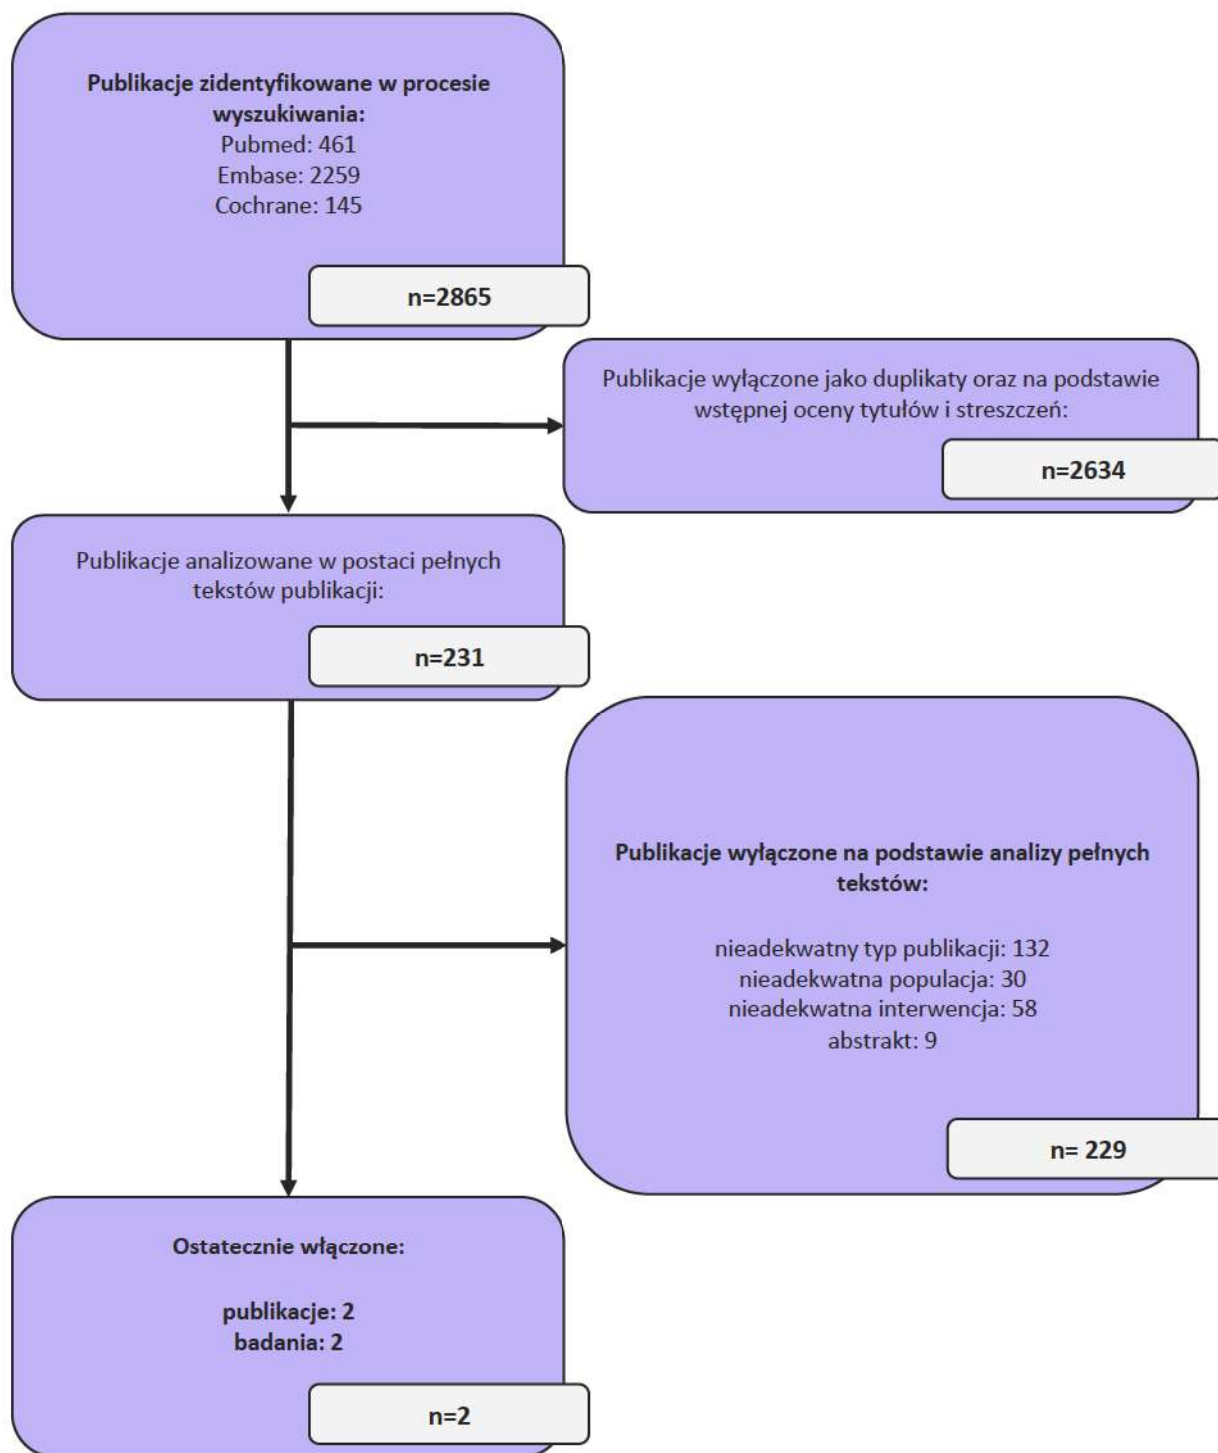 Publikacje zidentyfikowane w procesie
wyszukiwania:
Pubmed: 461
Embase: 2259
Cochrane: 145
n=2865
Publikacje wyłączone jako duplikaty oraz na podstawie
wstępnej oceny tytułów i streszczeń:
n=2634
Publikacje analizowane w postaci pełnych
tekstów publikacji:
n=231
Publikacje wyłączone na podstawie analizy pełnych
tekstów:
nieadekwatny typ publikacji: 132
nieadekwatna populacja: 30
nieadekwatna interwencja: 58
abstrakt: 9
n= 229
Ostatecznie włączone:
publikacje: 2
badania: 2
n=2